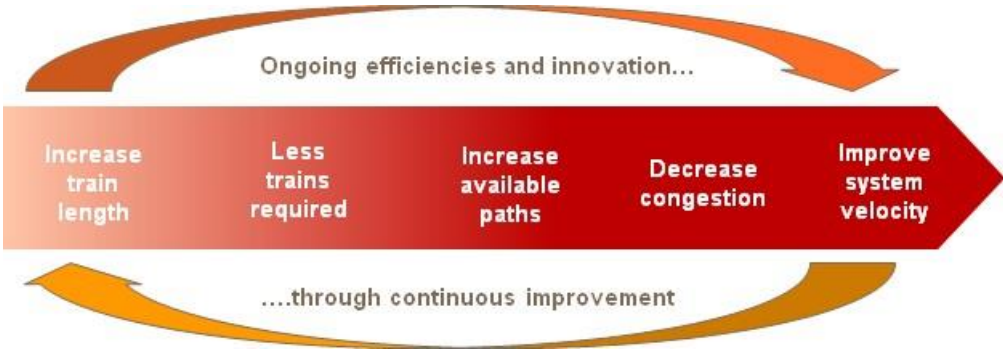 Ongoing efficiencies and innovation...
Increase
train
length
Less
trains
required
Increase
available
paths
Decrease
congestion
Improve
system
velocity
....through continuous improvement